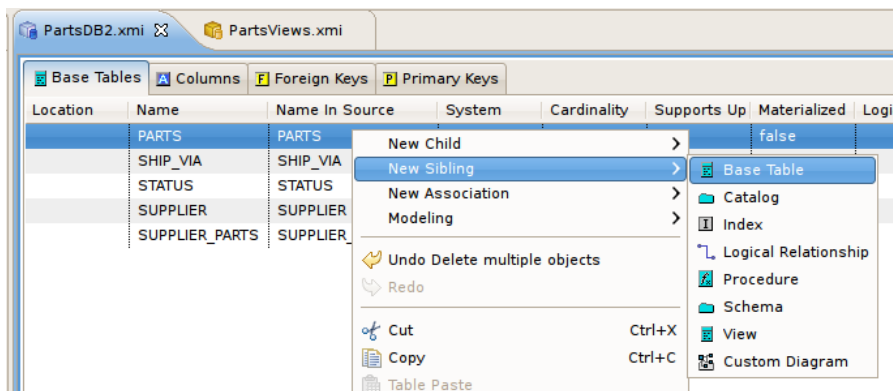 PartsDB2.xmi PartsViews.xmi
Base Tables Columns Foreign Keys Primary Keys
Location Name Name In Source System Cardinality Supports Up Materialized Logi
PARTS PARTS false
SHIP_VIA SHIP_VIA
STATUS STATUS
SUPPLIER SUPPLIER
SUPPLIER_PARTS SUPPLIER_
New Child
New Sibling
New Association
Modeling
Undo Delete multiple objects
Redo
Cut Ctrl+X
Copy Ctrl+C
Table Paste
Base Table
Catalog
Index
Logical Relationship
Procedure
Schema
View
Custom Diagram